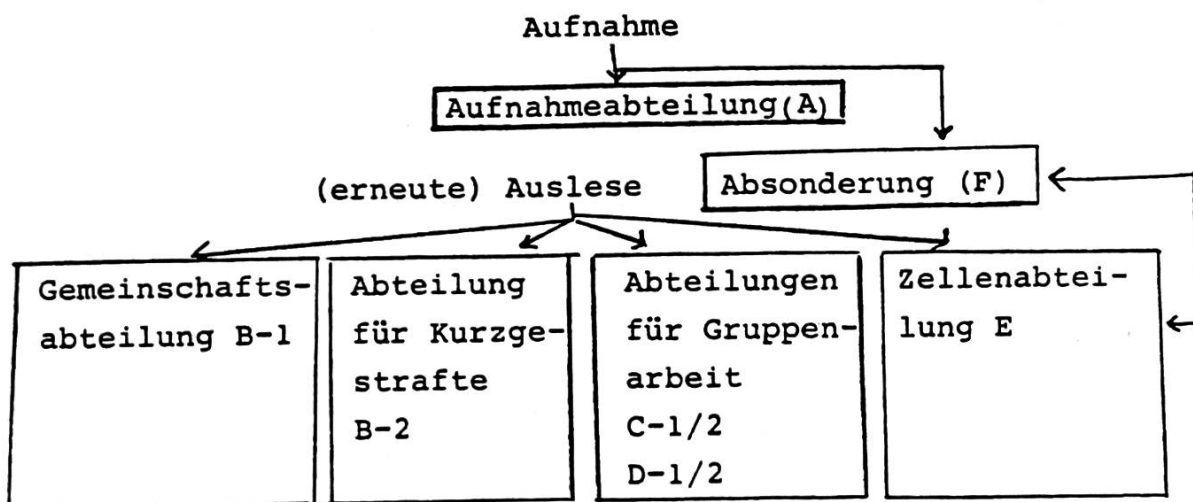 Aufnahme
Aufnahmeabteilung(A)
Absonderung (F)
(erneute) Auslese
Gemeinschafts-
abteilung B-1
Abteilung
für Kurzge-
strafte
B-2
Abteilungen
für Gruppen-
arbeit
C-1/2
D-1/2
Zellenabtei-
lung E